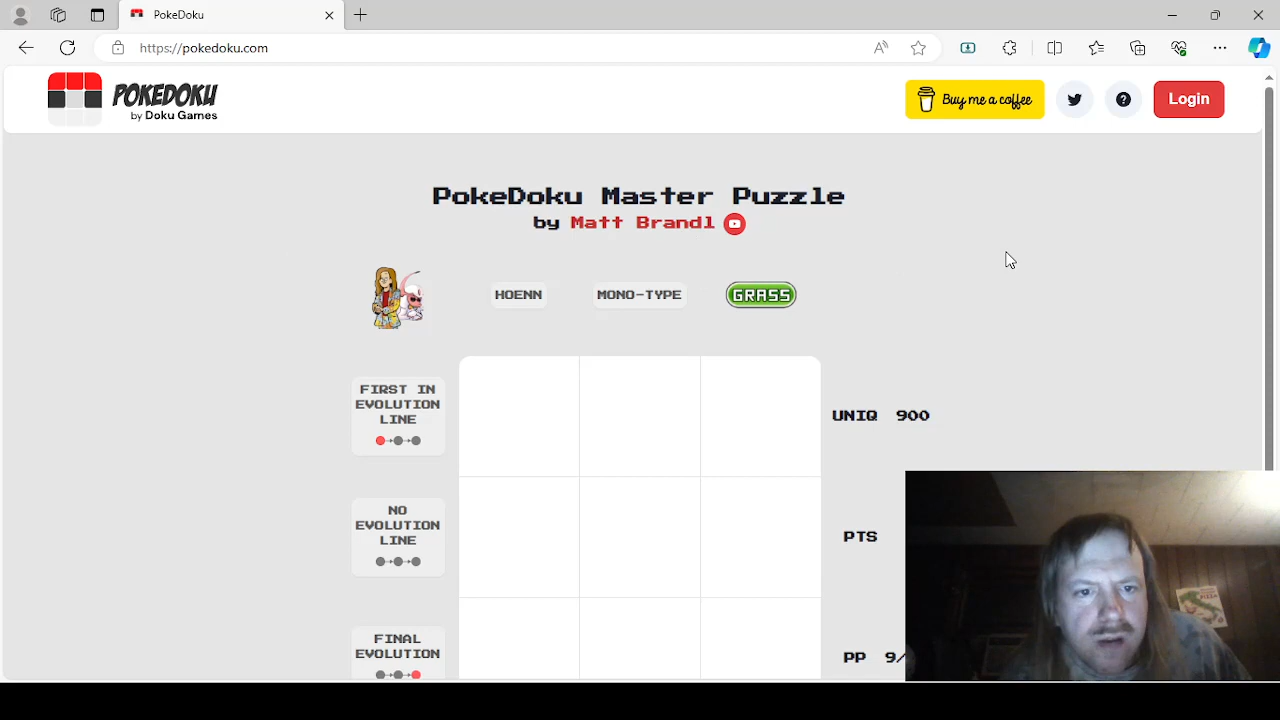 PokeDoku
https://pokedoku.com
POKEDOKU
by Doku Games
Buy me a coffee
Login
PokeDoku Master Puzzle
by Matt Brandl
HOENN
MONO-TYPE
GRASS
FIRST IN
EVOLUTION
LINE
UNIQ 900
NO
EVOLUTION
LINE
PTS
FINAL
EVOLUTION
PP 9/
PIZZA